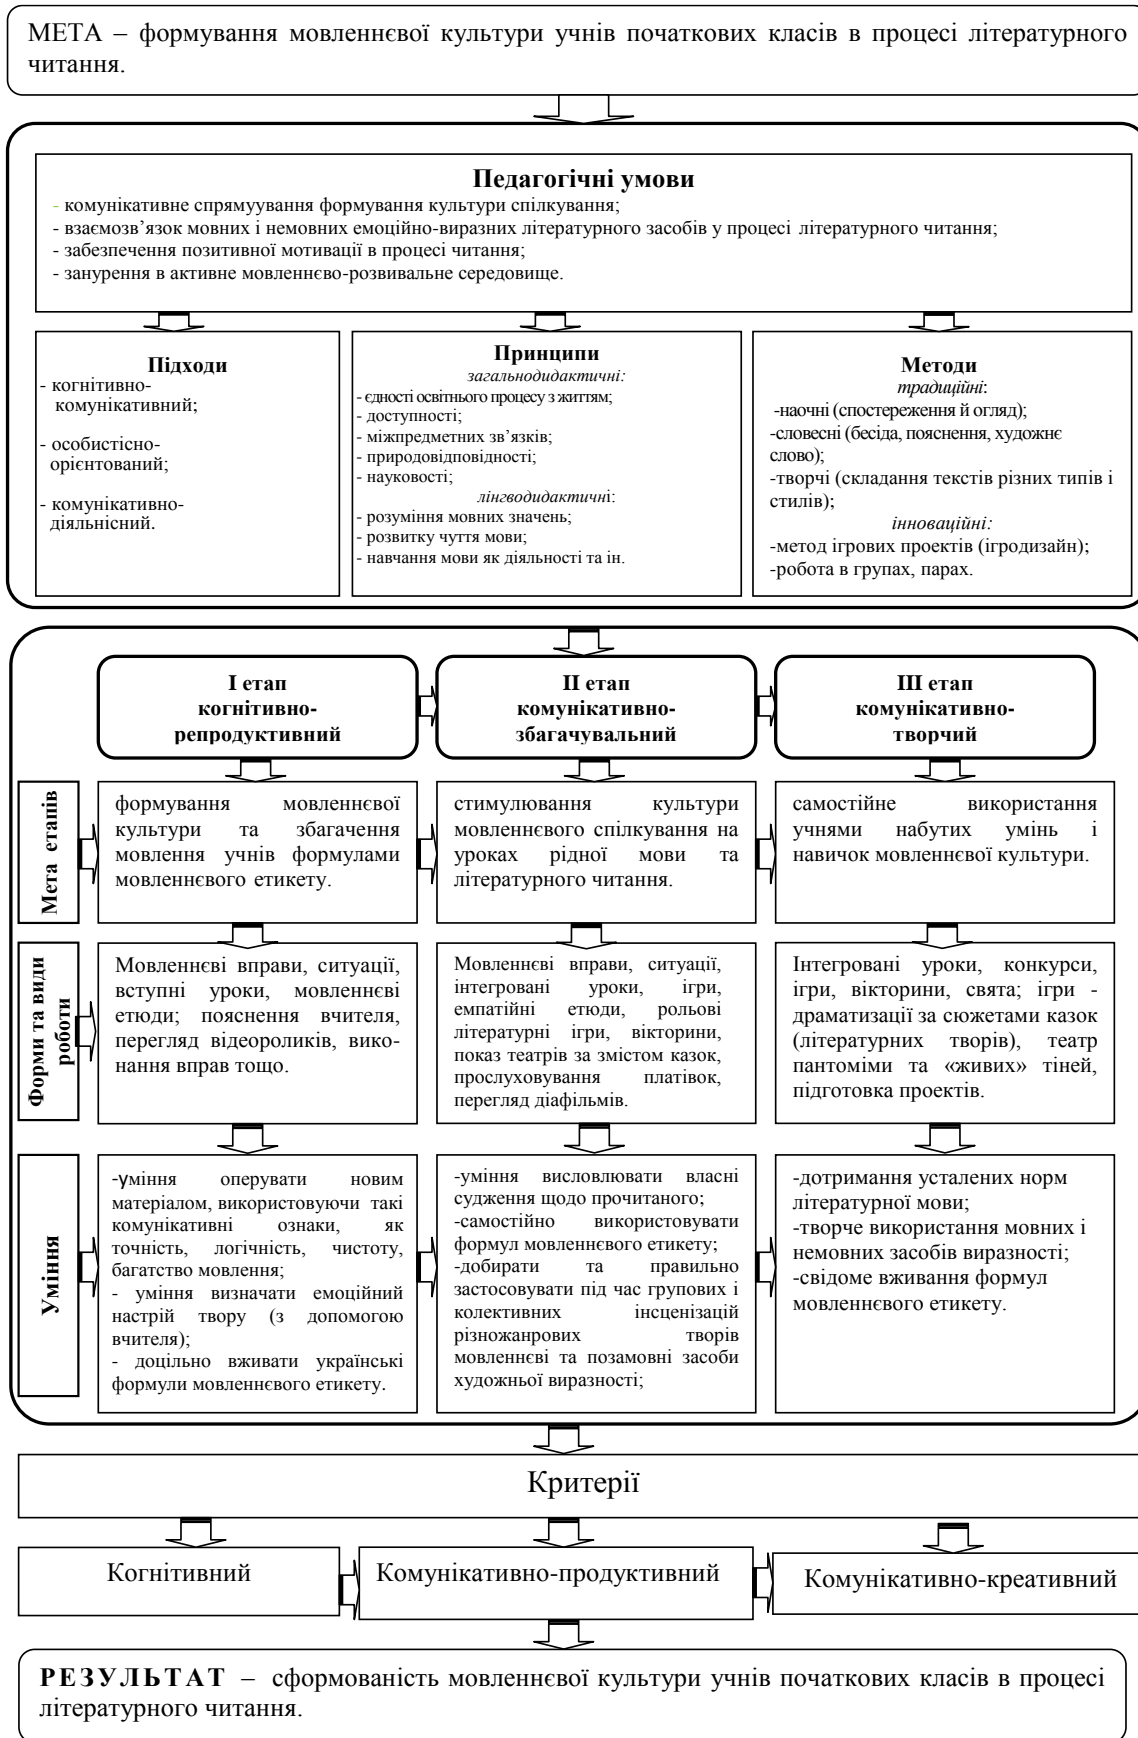 МЕТА – формування мовленнєвої культури учнів початкових класів в процесі літературного
читання.
Педагогічні умови
- комунікативне спрямуування формування культури спілкування;
- взаємозв’язок мовних і немовних емоційно-виразних літературного засобів у процесі літературного читання;
- забезпечення позитивної мотивації в процесі читання;
- занурення в активне мовленнєво-розвивальне середовище.
Підходи
- когнітивно-
комунікативний;
- особистісно-
орієнтований;
- комунікативно-
діяльнісний.
Принципи
загальнодидактичні:
- єдності освітнього процесу з життям;
- доступності;
- міжпредметних зв’язків;
- природовідповідності;
- науковості.
лінгводидактичні:
- розуміння мовних значень;
- розвитку чуття мови;
- навчання мови як діяльності та ін.
Методи
традиційні:
-наочні (спостереження й огляд);
-словесні (бесіда, пояснення, художнє
слово);
-творчі (складання текстів різних типів і
стилів);
інноваційні:
-метод ігрових проектів (ігродизайн);
-робота в групах, парах.
І етап
когнітивно-
репродуктивний
ІІ етап
комунікативно-
збагачувальний
ІІІ етап
комунікативно-
творчий
Мета етапів
формування мовленнєвої
культури та збагачення
мовлення учнів формулами
мовленнєвого етикету.
стимулювання культури
мовленнєвого спілкування на
уроках рідної мови та
літературного читання.
самостійне використання
учнями набутих умінь і
навичок мовленнєвої культури.
Форми та види
роботи
Мовленнєві вправи, ситуації,
вступні уроки, мовленнєві
етюди; пояснення вчителя,
перегляд відеороликів, вико-
нання вправ тощо.
Мовленнєві вправи, ситуації,
інтегровані уроки, ігри,
емпатійні етюди, рольові
літературні ігри, вікторини,
показ театрів за змістом казок,
прослуховування платівок,
перегляд діафільмів.
Інтегровані уроки, конкурси,
ігри, вікторини, свята; ігри -
драматизації за сюжетами казок
(літературних творів), театр
пантоміми та «живих» тіней,
підготовка проектів.
Уміння
-уміння оперувати новим
матеріалом, використовуючи такі
комунікативні ознаки, як
точність, логічність, чистоту,
багатство мовлення;
- уміння визначати емоційний
настрій твору (з допомогою
вчителя);
- доцільно вживати українські
формули мовленнєвого етикету.
-уміння висловлювати власні
судження щодо прочитаного;
-самостійно використовувати
формул мовленнєвого етикету;
-добирати та правильно
застосовувати під час групових і
колективних інсценізацій
різножанрових творів
мовленнєві та позамовні засоби
художньої виразності;
-дотримання усталених норм
літературної мови;
-творче використання мовних і
немовних засобів виразності;
-свідоме вживання формул
мовленнєвого етикету.
Критерії
Когнітивний
Комунікативно-продуктивний
Комунікативно-креативний
РЕЗУЛЬТАТ – сформованість мовленнєвої культури учнів початкових класів в процесі
літературного читання.